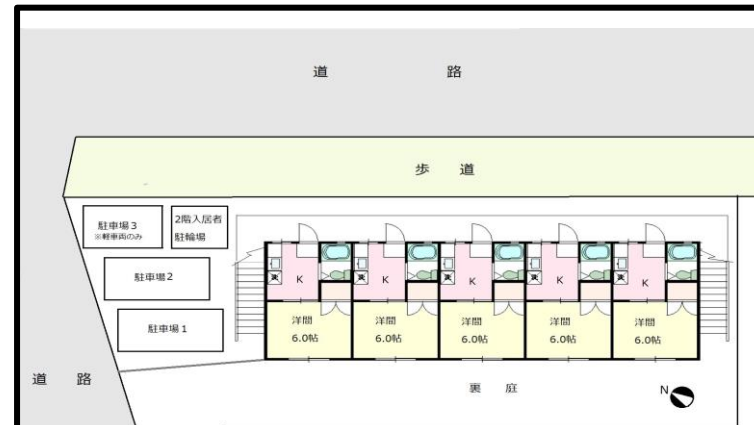 道 路
歩 道
駐車場3
※軽車両のみ
2階入居者
駐輪場
駐車場2
駐車場1
K
K
K
K
K
洋間
6.0帖
洋間
6.0帖
洋間
6.0帖
洋間
6.0帖
洋間
6.0帖
道 路
裏 庭
N